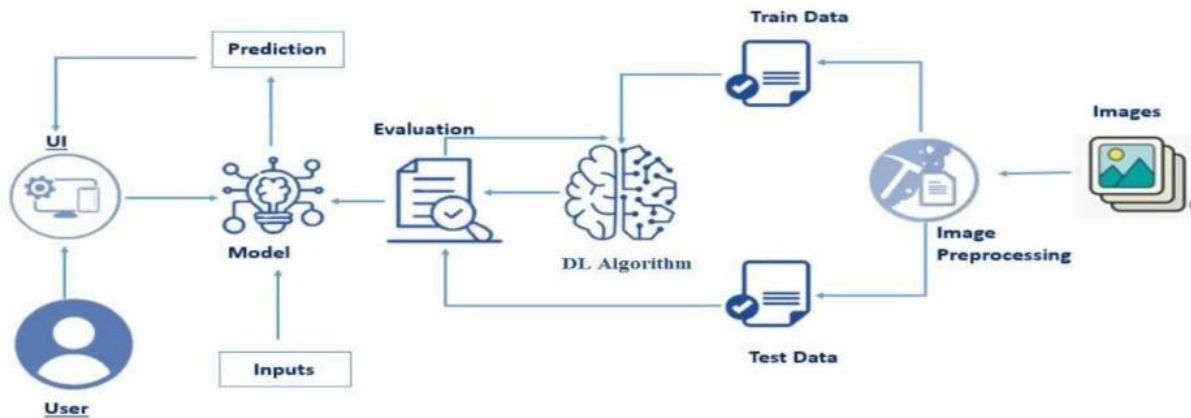 Train Data
Prediction
Images
Evaluation
UI
Model
DL Algorithm
Image
Preprocessing
Inputs
Test Data
User